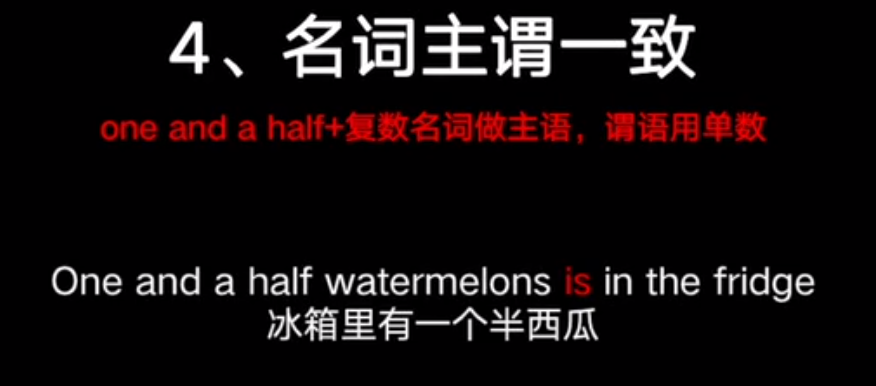 4、名词主谓一致
one and a half+复数名词做主语，谓语用单数
One and a half watermelons is in the fridge
冰箱里有一个半西瓜